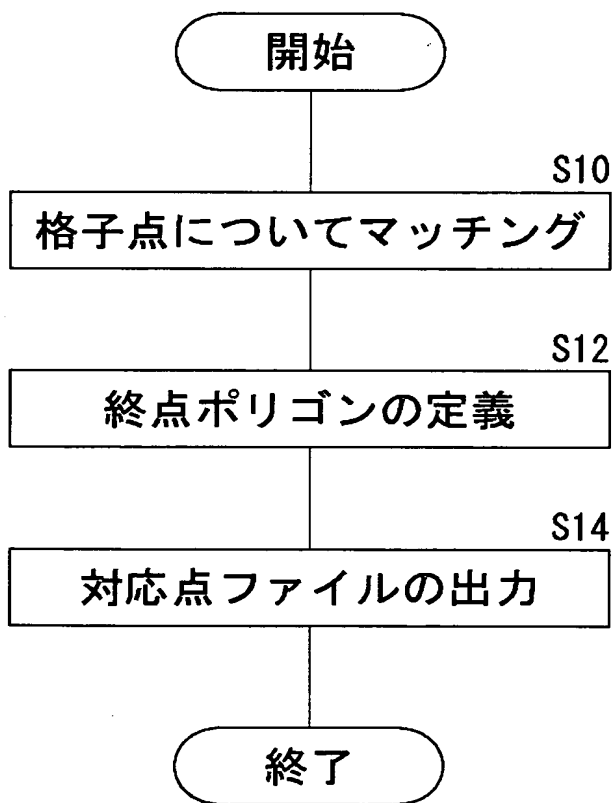 開始
S10
格子点についてマッチング
S12
終点ポリゴンの定義
S14
対応点ファイルの出力
終了